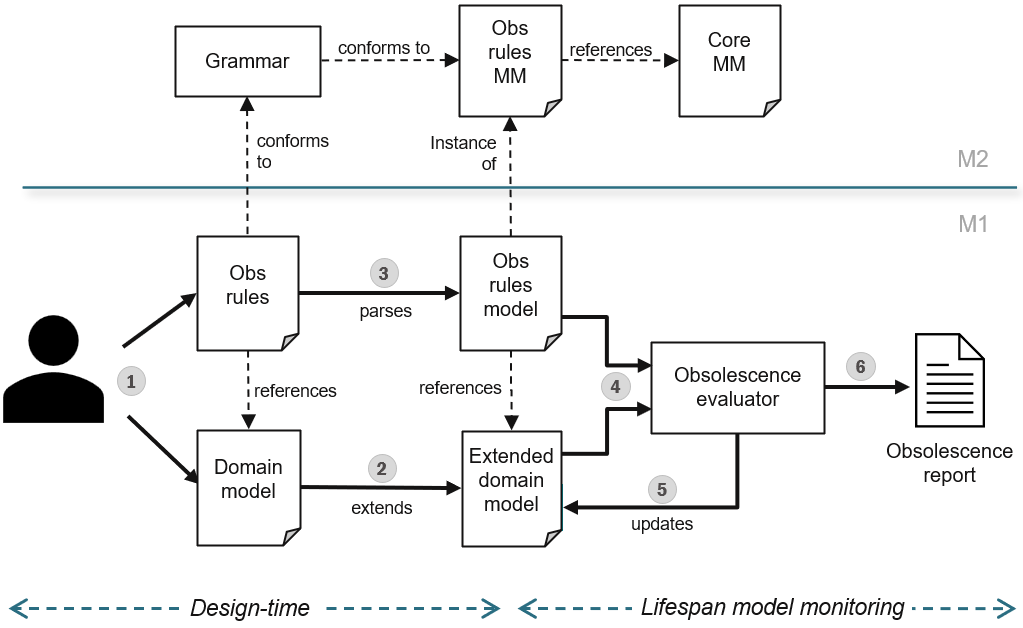 Grammar
conforms to
Obs
rules
MM
references
Core
MM
conforms
to
Instance
of
M2
M1
Obs
rules
3
parses
Obs
rules
model
1
references
references
4
Obsolescence
evaluator
6
Obsolescence
report
Domain
model
2
extends
Extended
domain
model
5
updates
Design-time
Lifespan model monitoring